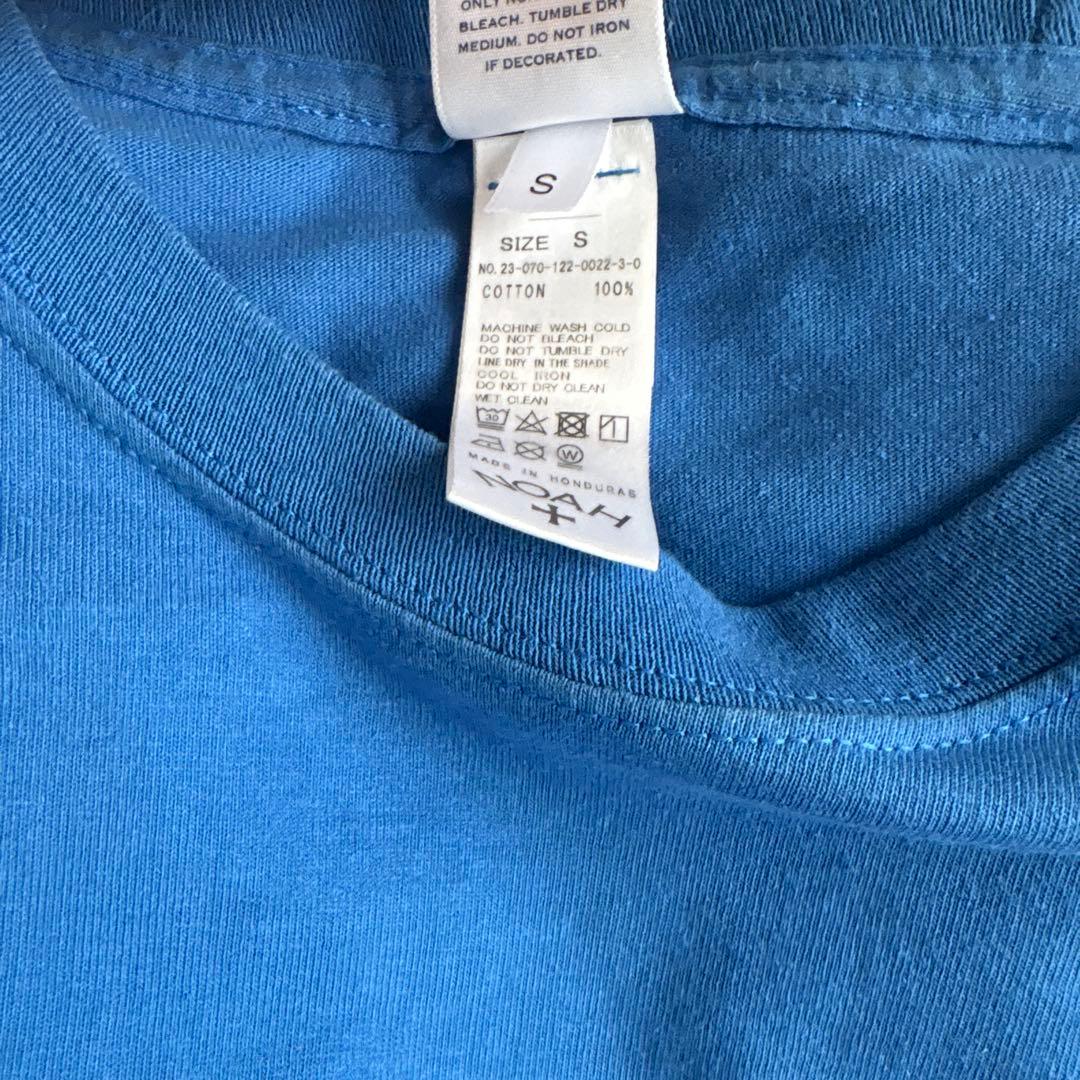 BLEACH. TUMBLE DRY
MEDIUM. DO NOT IRON
IF DECORATED.
S
SIZE S
NO. 23-070-122-0022-3-0
COTTON 100%
MACHINE WASH COLD
DO NOT BLEACH
DO NOT TUMBLE DRY
LINE DRY IN THE SHADE
COOL IRON
DO NOT DRY CLEAN
WET CLEAN
30
W
MADE IN HONDURAS
NOAH